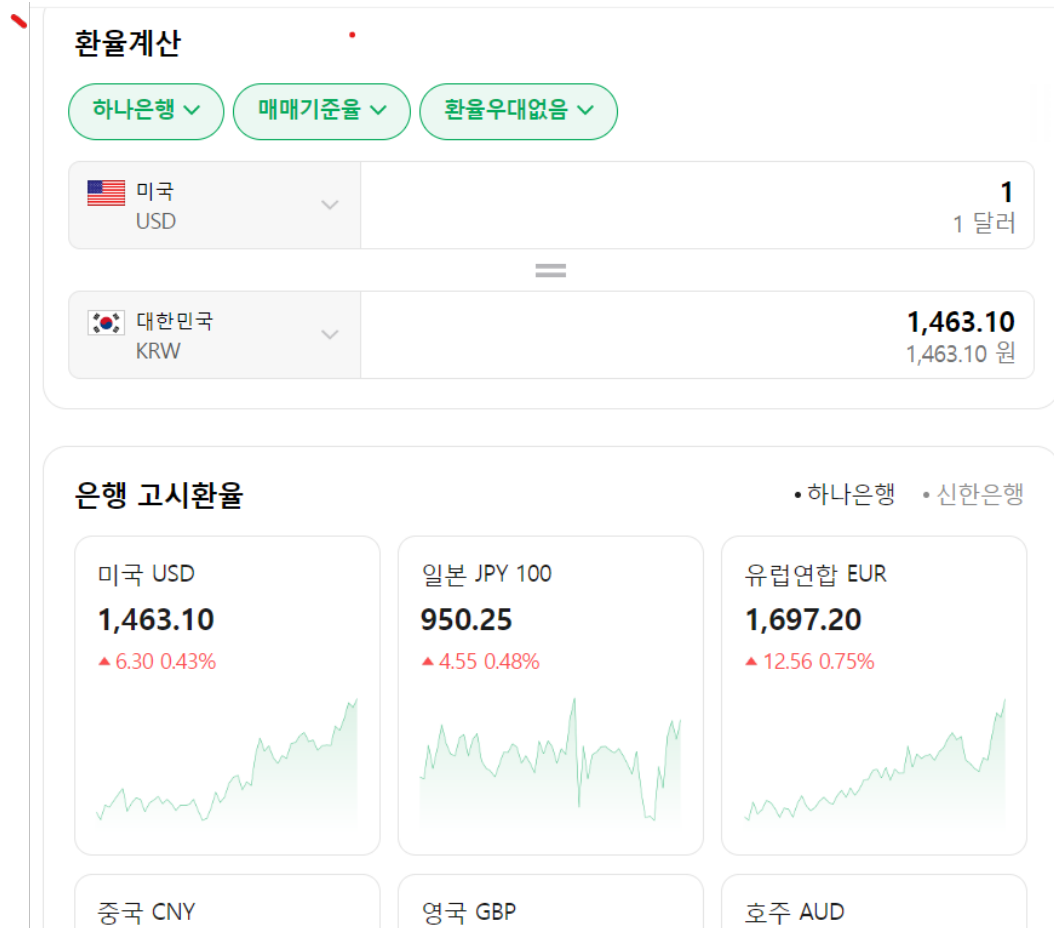 환율계산
하나은행 매매기준율 환율우대없음
미국
USD
1
1 달러
대한민국
KRW
1,463.10
1,463.10 원
은행 고시환율
• 하나은행 • 신한은행
미국 USD
1,463.10
▲ 6.30 0.43%
일본 JPY 100
950.25
▲ 4.55 0.48%
유럽연합 EUR
1,697.20
▲ 12.56 0.75%
중국 CNY
영국 GBP
호주 AUD